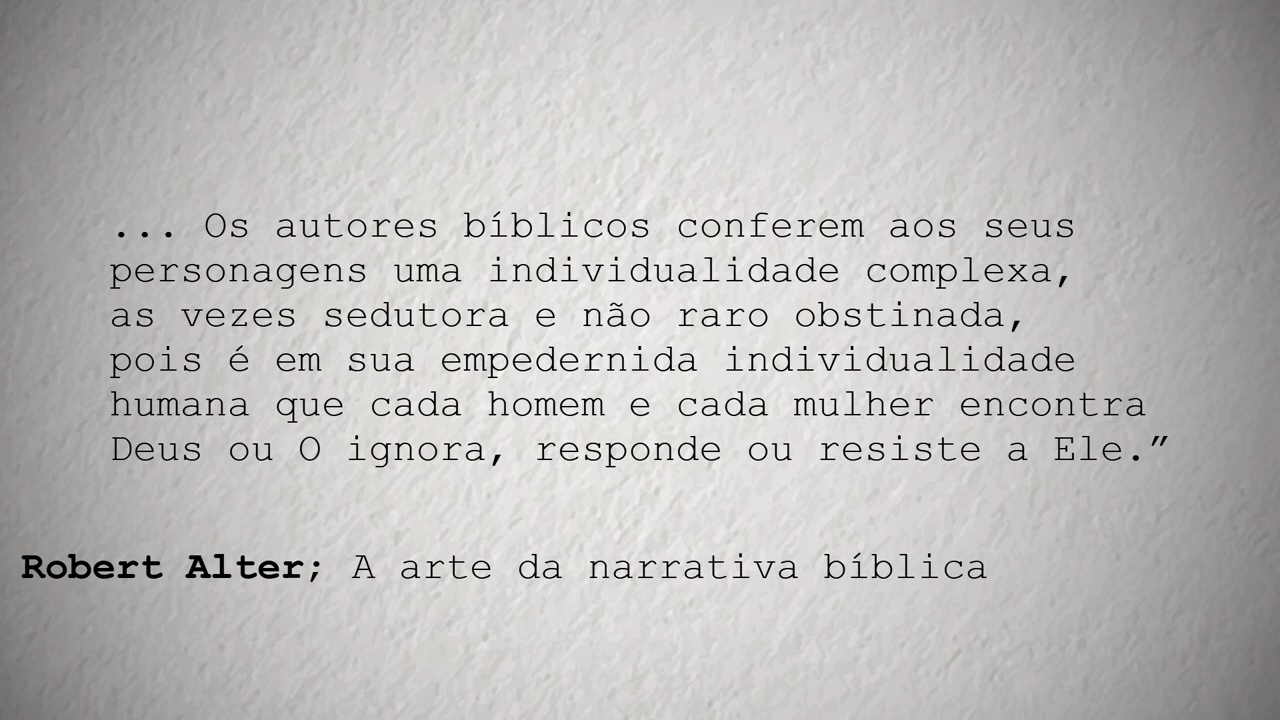 ... Os autores bíblicos conferem aos seus
personagens uma individualidade complexa,
as vezes sedutora e não raro obstinada,
pois é em sua empedernida individualidade
humana que cada homem e cada mulher encontra
Deus ou O ignora, responde ou resiste a Ele.”
Robert Alter; A arte da narrativa bíblica